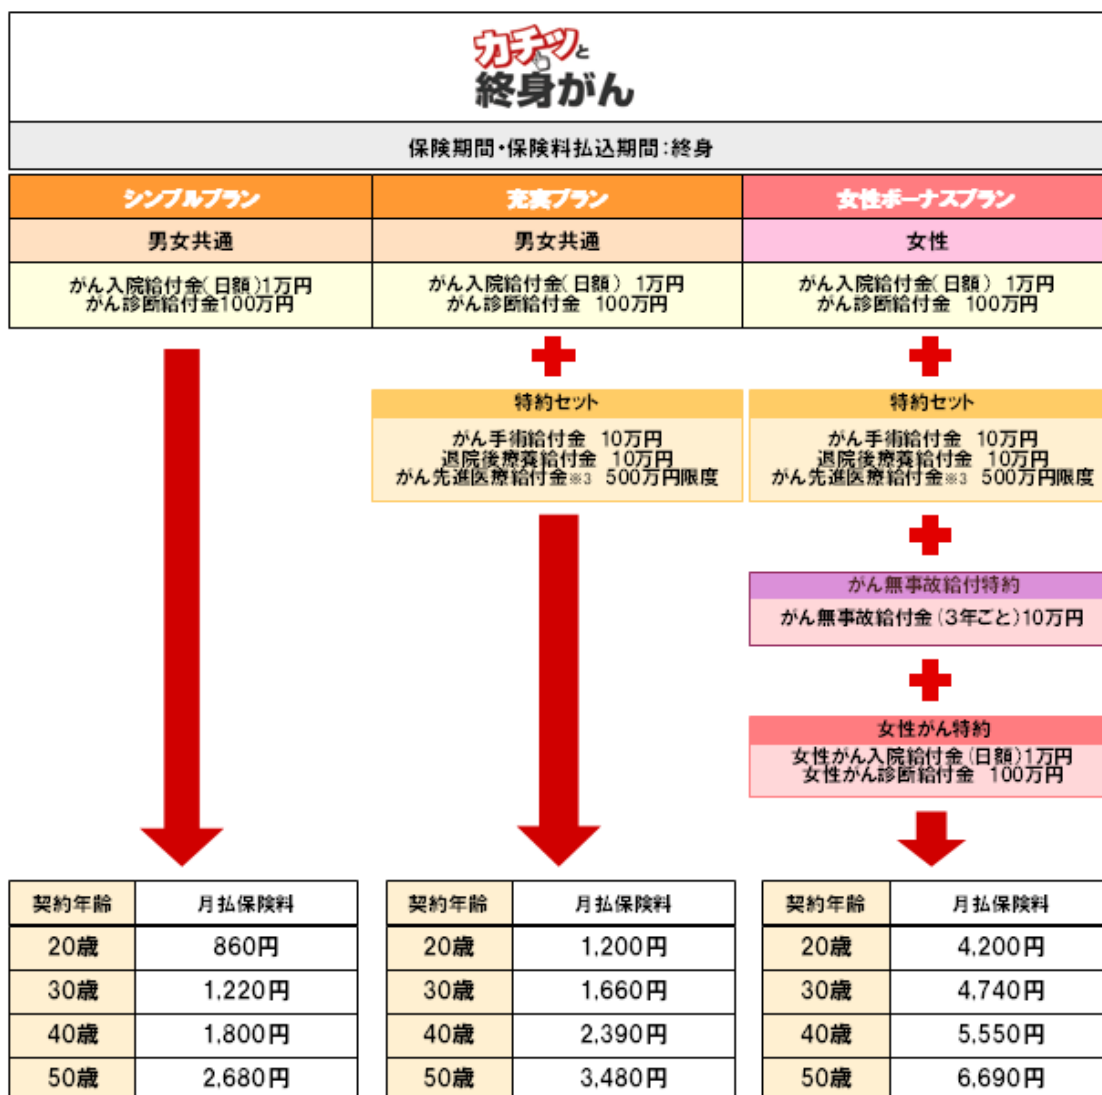 カチッと
終身がん
保険期間・保険料払込期間：終身
シンプルプラン
充実プラン
女性ボーナスプラン
男女共通
男女共通
女性
がん入院給付金（日額）1万円
がん診断給付金100万円
がん入院給付金（日額） 1万円
がん診断給付金 100万円
がん入院給付金（日額） 1万円
がん診断給付金 100万円
特約セット
がん手術給付金 10万円
退院後療養給付金 10万円
がん先進医療給付金※3 500万円限度
特約セット
がん手術給付金 10万円
退院後療養給付金 10万円
がん先進医療給付金※3 500万円限度
がん無事故給付特約
がん無事故給付金（3年ごと）10万円
女性がん特約
女性がん入院給付金（日額）1万円
女性がん診断給付金 100万円
契約年齢 月払保険料
20歳 860円
30歳 1,220円
40歳 1,800円
50歳 2,680円
契約年齢 月払保険料
20歳 1,200円
30歳 1,660円
40歳 2,390円
50歳 3,480円
契約年齢 月払保険料
20歳 4,200円
30歳 4,740円
40歳 5,550円
50歳 6,690円